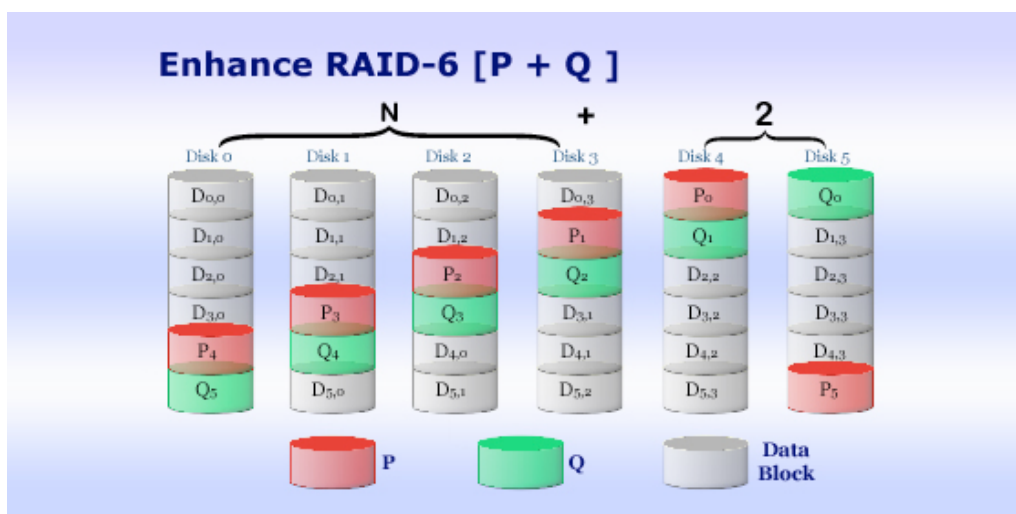 Enhance RAID-6 [P + Q ]
N + 2
Disk 0 Disk 1 Disk 2 Disk 3 Disk 4 Disk 5
D0,0 D0,1 D0,2 D0,3 P0 Q0
D1,0 D1,1 D1,2 P1 Q1 D1,3
D2,0 D2,1 P2 Q2 D2,2 D2,3
D3,0 P3 Q3 D3,1 D3,2 D3,3
P4 Q4 D4,0 D4,1 D4,2 D4,3
Q5 D5,0 D5,1 D5,2 D5,3 P5
P Q Data
Block